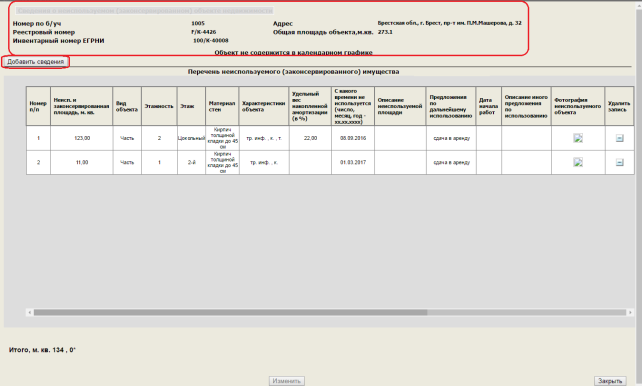 Сведения о неиспользуемом (законсервированном) объекте недвижимости
Номер по б/уч 1005 Адрес Брестская обл., г. Брест, пр-т им. П.М.Машерова, д. 32
Реестровый номер F/К-4426 Общая площадь объекта,м.кв. 273.1
Инвентарный номер ЕГРНИ 100/К-40008
Объект не содержится в календарном графике
Добавить сведения
Перечень неиспользуемого (законсервированного) имущества
Номер п/п Неисп. и законсервированная площадь, м. кв. Вид объекта Этажность Этаж Материал стен Характеристики объекта Удельный вес накопленной амортизации (в %) С какого времени не используется (число, месяц, год - хх.хх.хххх) Описание неиспользуемой площади Предложения по дальнейшему использованию Дата начала работ Описание иного предложения по использованию Фотография неиспользуемого объекта Удалить запись
1 123,00 Часть 2 Цокольный Кирпич толщиной кладки до 45 см тр. инф. , к. , т. 22,00 08.09.2016 сдача в аренду
2 11,00 Часть 1 2-й Кирпич толщиной кладки до 45 см тр. инф. , к. 01.03.2017 сдача в аренду
Итого, м. кв. 134 , 0*
Изменить
Закрыть